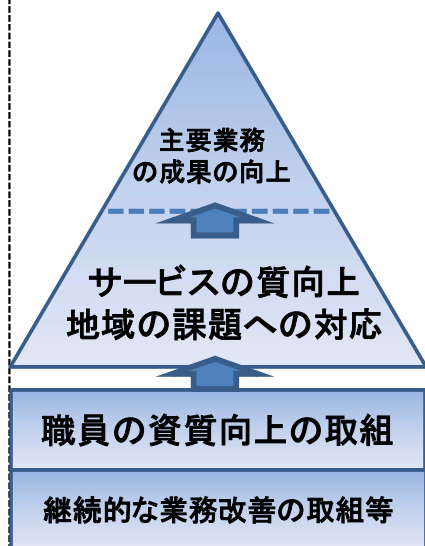 主要業務
の成果の向上
サービスの質向上
地域の課題への対応
職員の資質向上の取組
継続的な業務改善の取組等